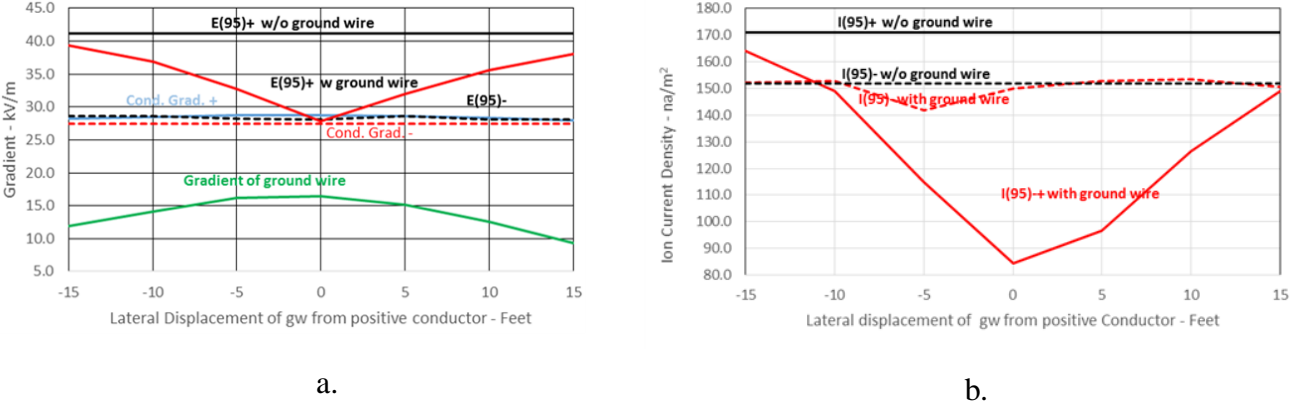 45.0
40.0
35.0
30.0
25.0
20.0
15.0
10.0
5.0
Gradient - kV/m
E(95)+ w/o ground wire
E(95)+ w ground wire
Cond. Grad. +
E(95)-
Cond. Grad.-
Gradient of ground wire
-15 -10 -5 0 5 10 15
Lateral Displacement of gw from positive conductor - Feet
a.
180.0
170.0
160.0
150.0
140.0
130.0
120.0
110.0
100.0
90.0
80.0
Ion Current Density - na/m²
I(95)+ w/o ground wire
I(95)- w/o ground wire
I(95)- with ground wire
I(95)-+ with ground wire
-15 -10 -5 0 5 10 15
Lateral displacement of gw from positive Conductor - Feet
b.